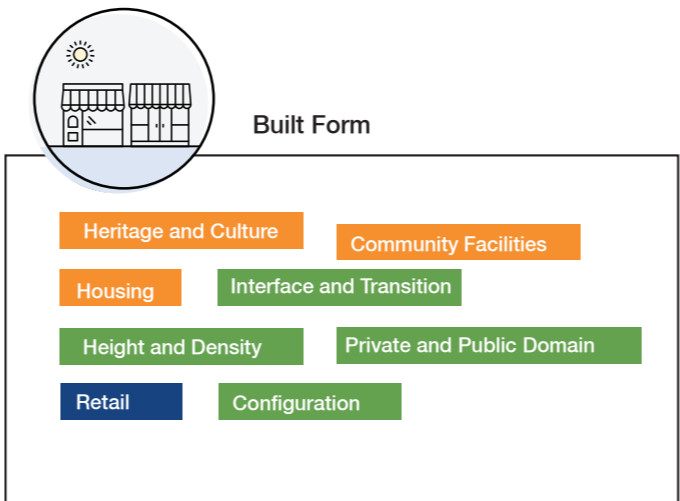 Built Form
Heritage and Culture
Community Facilities
Housing
Interface and Transition
Height and Density
Private and Public Domain
Retail
Configuration